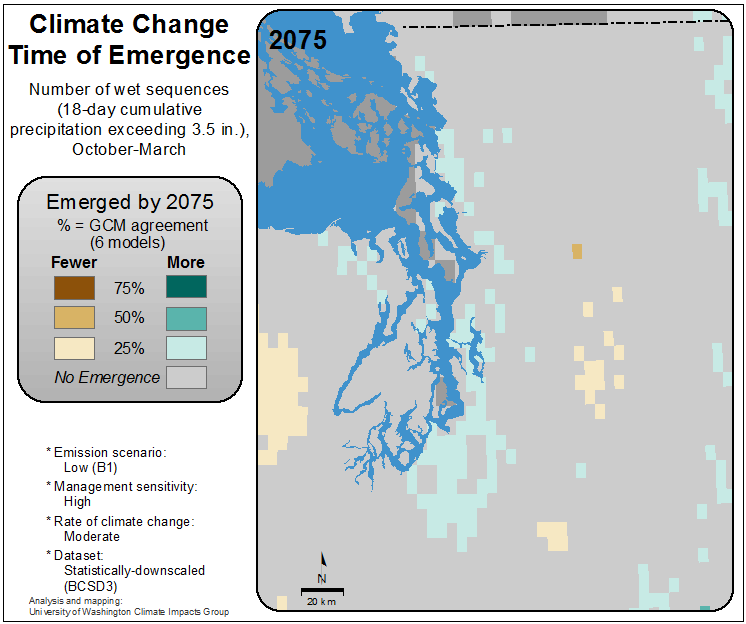 Climate Change
Time of Emergence
Number of wet sequences
(18-day cumulative
precipitation exceeding 3.5 in.),
October-March
Emerged by 2075
% = GCM agreement
(6 models)
Fewer More
75%
50%
25%
No Emergence
* Emission scenario:
Low (B1)
* Management sensitivity:
High
* Rate of climate change:
Moderate
* Dataset:
Statistically-downscaled
(BCSD3)
Analysis and mapping:
University of Washington Climate Impacts Group
2075
N
20 km